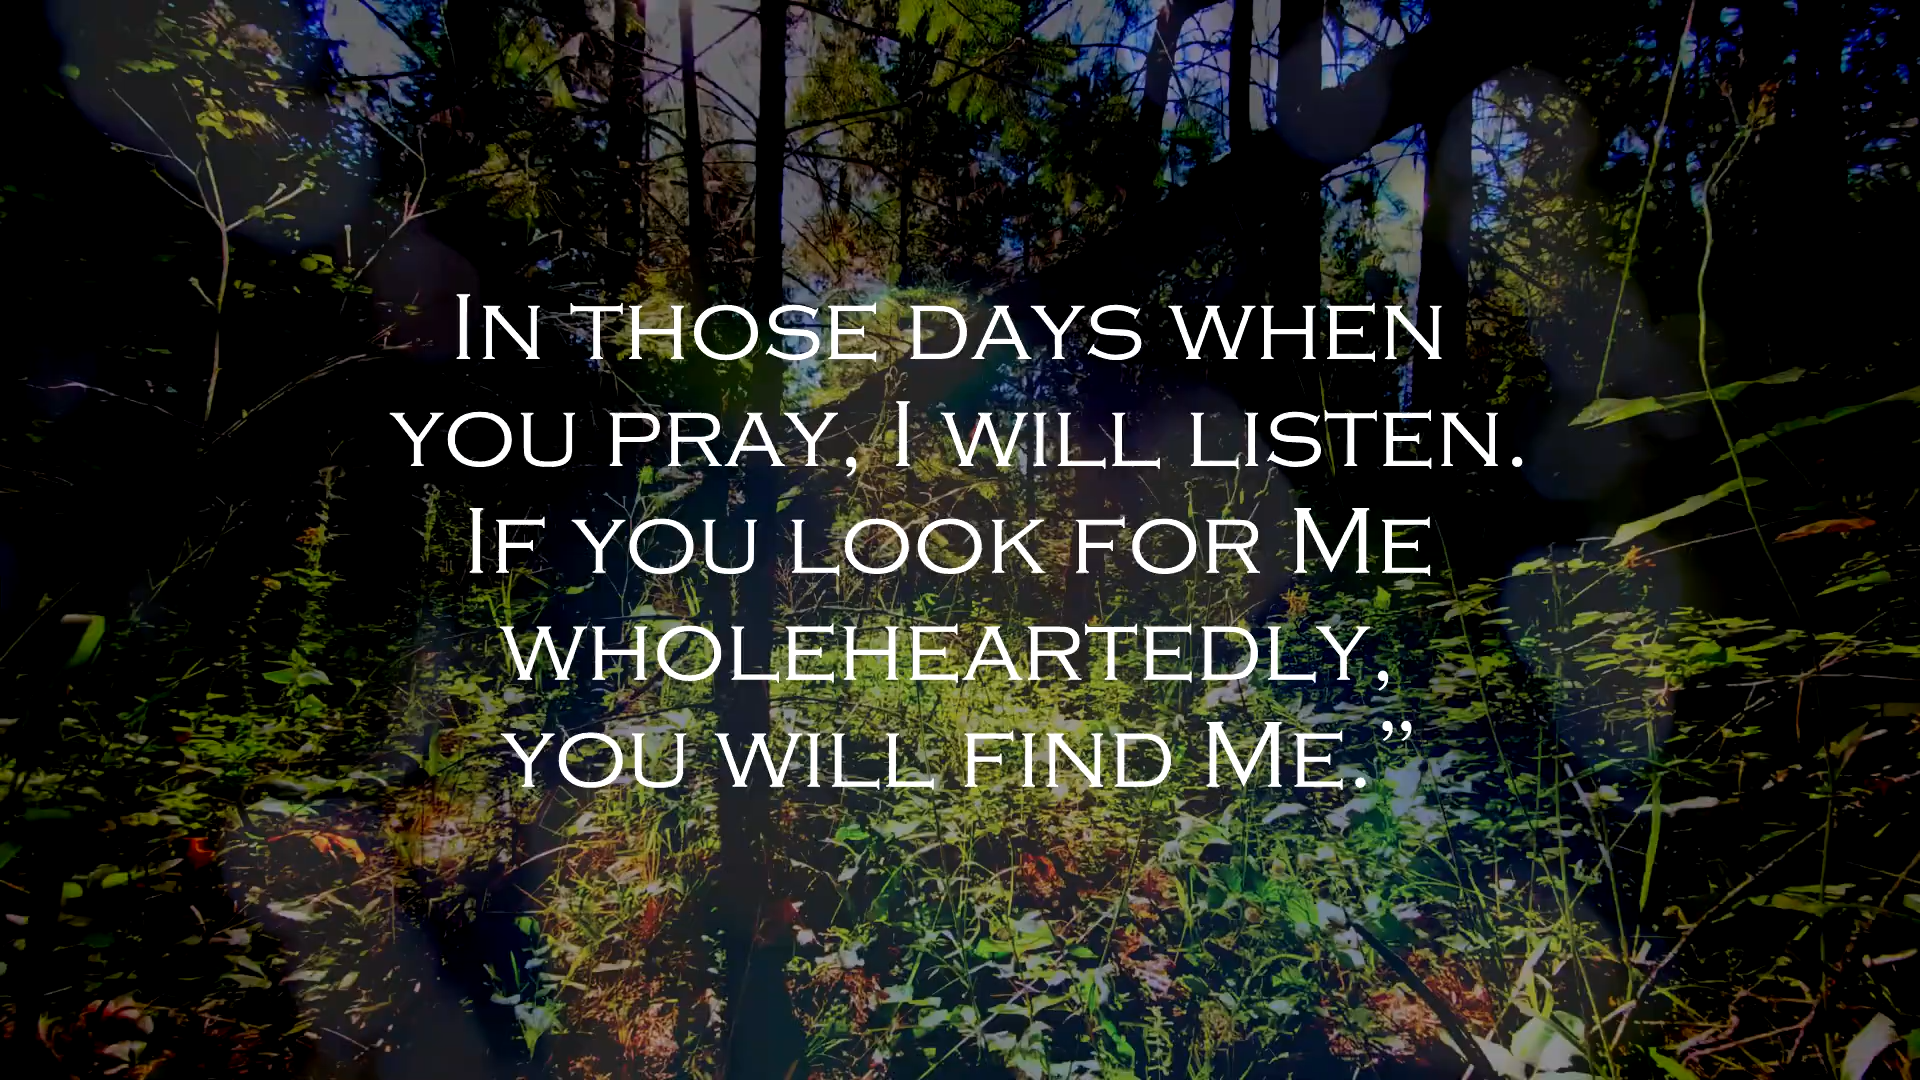 In those days when
you pray, I will listen.
If you look for Me
wholeheartedly,
you will find Me.”